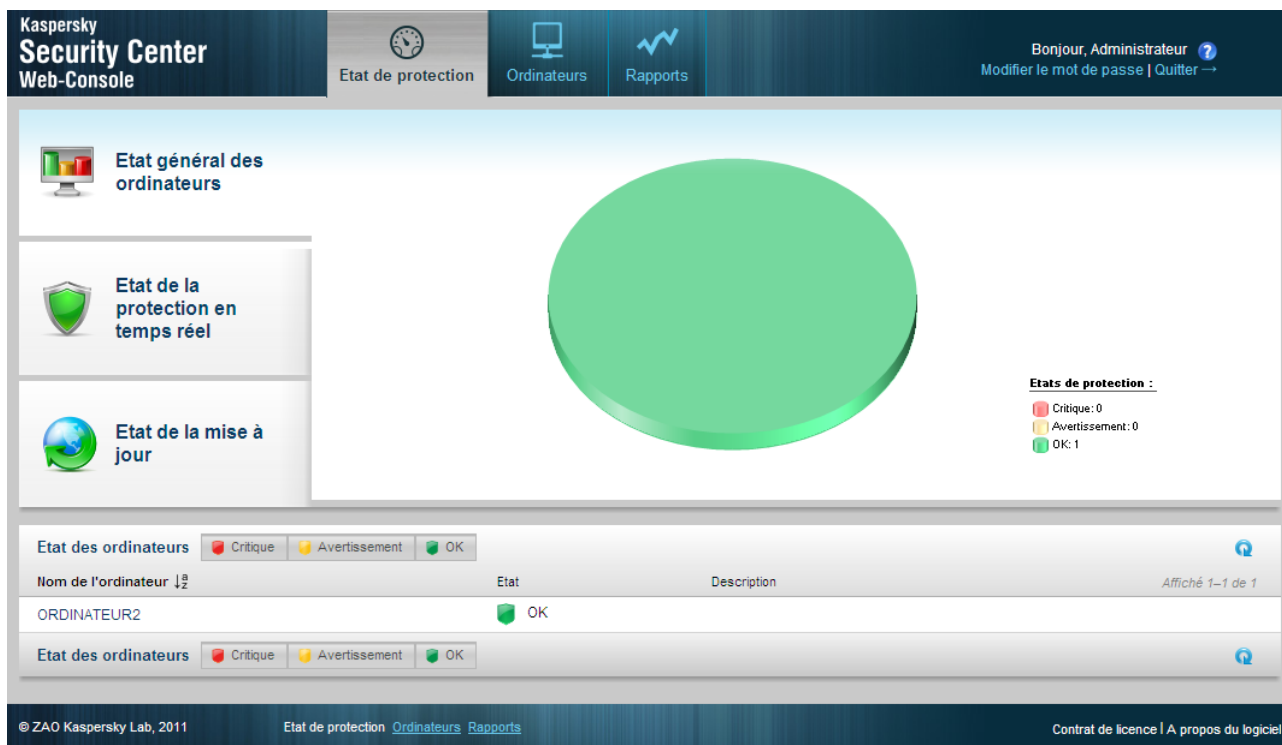 Kaspersky
Security Center
Web-Console
Etat de protection
Ordinateurs
Rapports
Bonjour, Administrateur ?
Modifier le mot de passe | Quitter →
Etat général des
ordinateurs
Etat de la
protection en
temps réel
Etat de la mise à
jour
Etats de protection :
Critique: 0
Avertissement: 0
OK: 1
Etat des ordinateurs Critique Avertissement OK
Nom de l'ordinateur ↓a/z Etat Description Affiché 1–1 de 1
ORDINATEUR2 OK
Etat des ordinateurs Critique Avertissement OK
© ZAO Kaspersky Lab, 2011 Etat de protection Ordinateurs Rapports Contrat de licence | A propos du logiciel